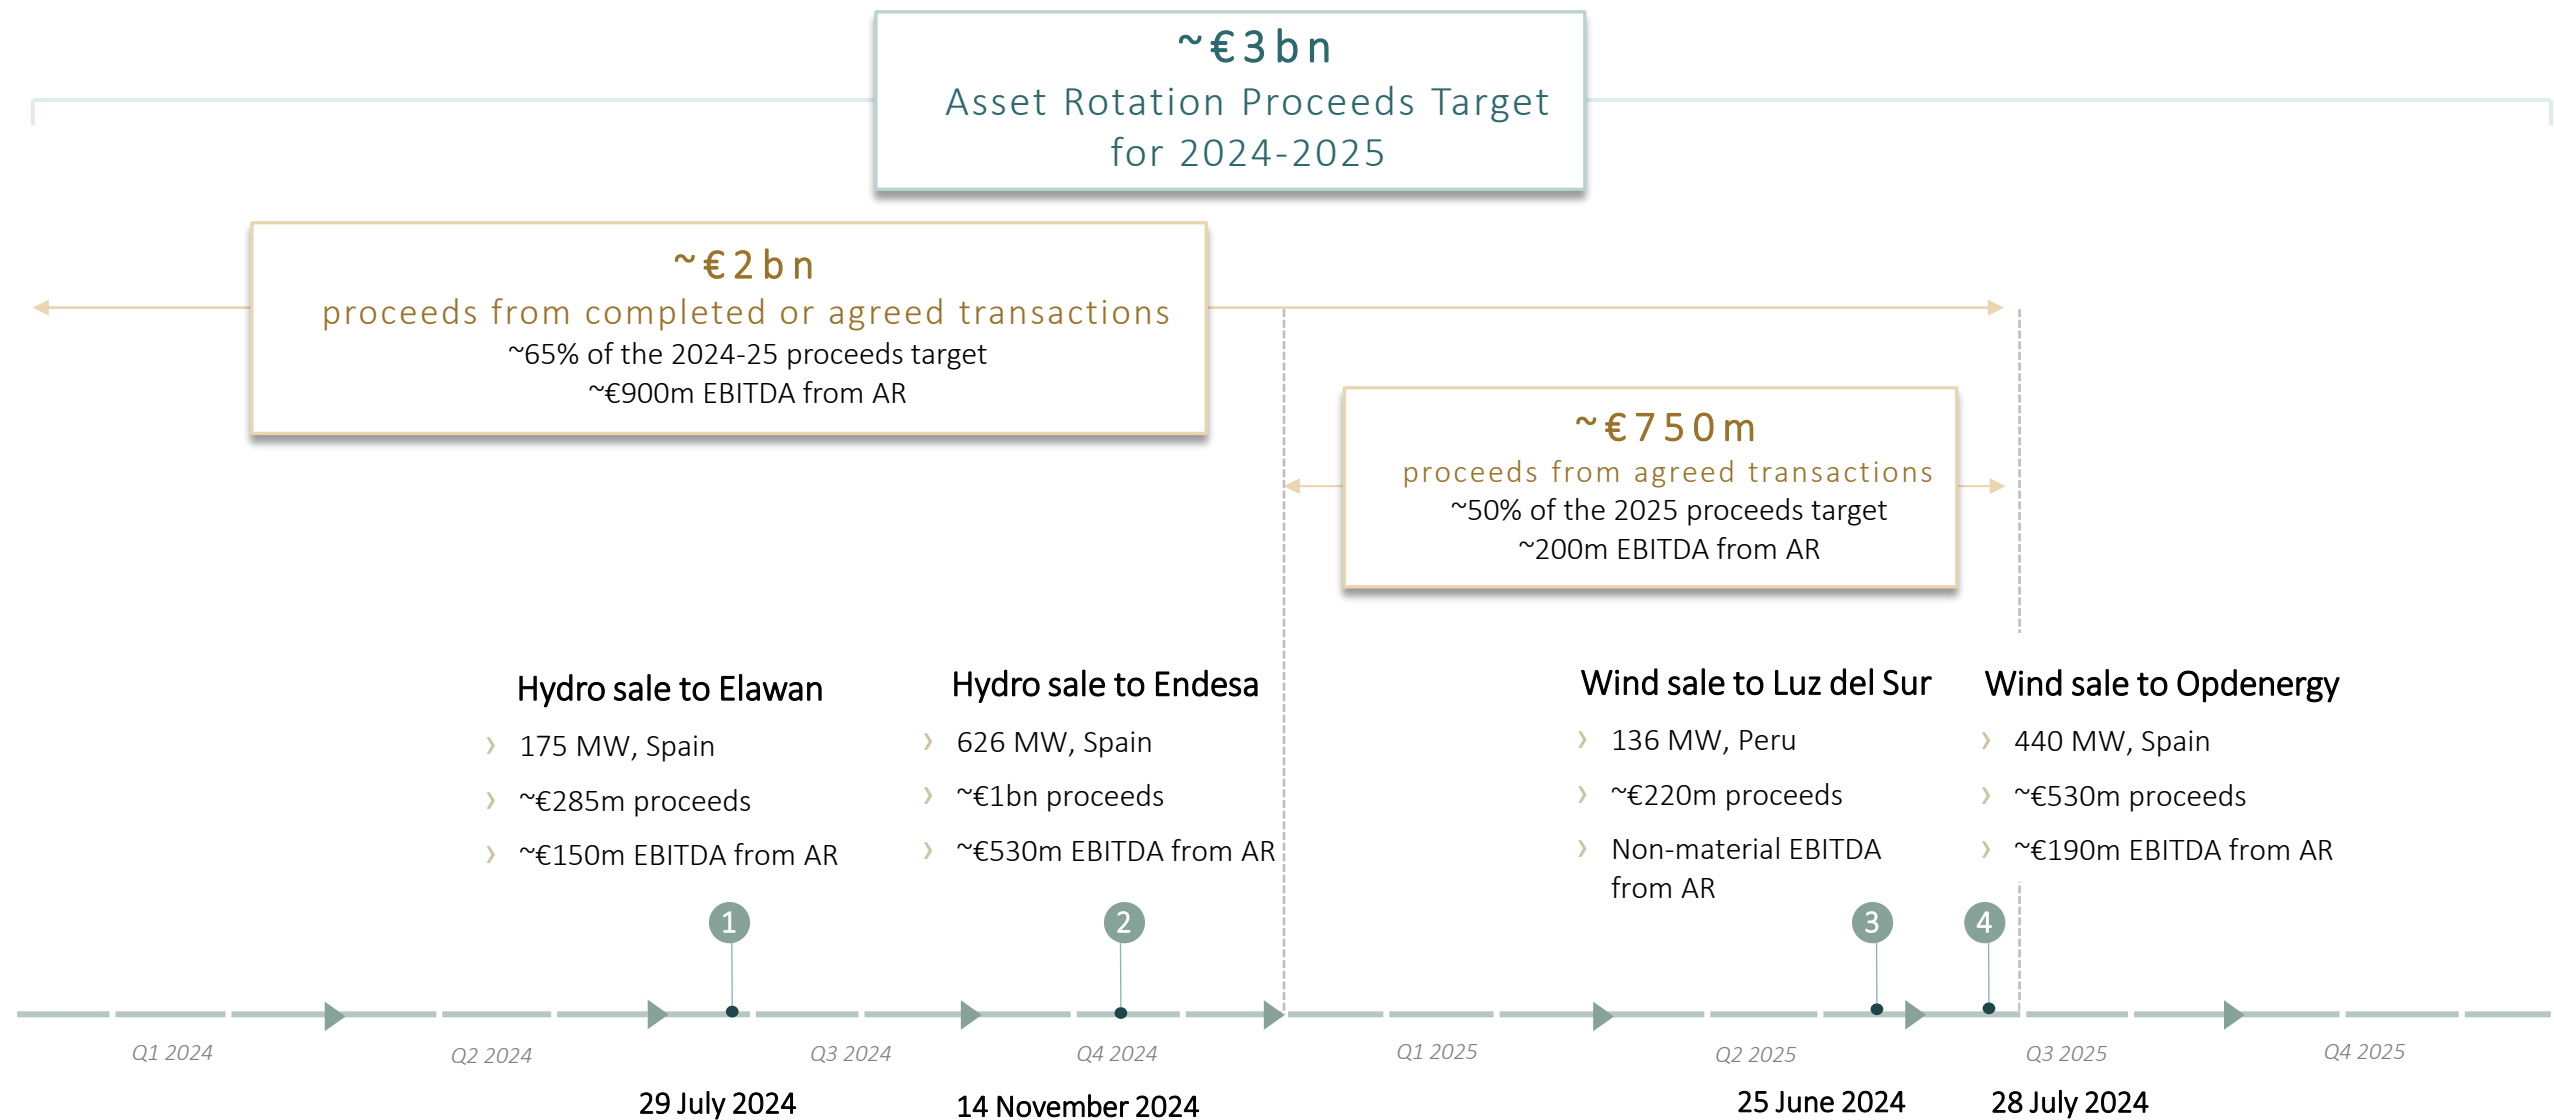 ~€3bn
Asset Rotation Proceeds Target
for 2024-2025
~€2bn
proceeds from completed or agreed transactions
~65% of the 2024-25 proceeds target
~€900m EBITDA from AR
~€750m
proceeds from agreed transactions
~50% of the 2025 proceeds target
~200m EBITDA from AR
Hydro sale to Elawan
› 175 MW, Spain
› ~€285m proceeds
› ~€150m EBITDA from AR
Hydro sale to Endesa
› 626 MW, Spain
› ~€1bn proceeds
› ~€530m EBITDA from AR
Wind sale to Luz del Sur
› 136 MW, Peru
› ~€220m proceeds
› Non-material EBITDA
from AR
Wind sale to Opdenergy
› 440 MW, Spain
› ~€530m proceeds
› ~€190m EBITDA from AR
1
2
3
4
Q1 2024
Q2 2024
Q3 2024
Q4 2024
Q1 2025
Q2 2025
Q3 2025
Q4 2025
29 July 2024
14 November 2024
25 June 2024
28 July 2024